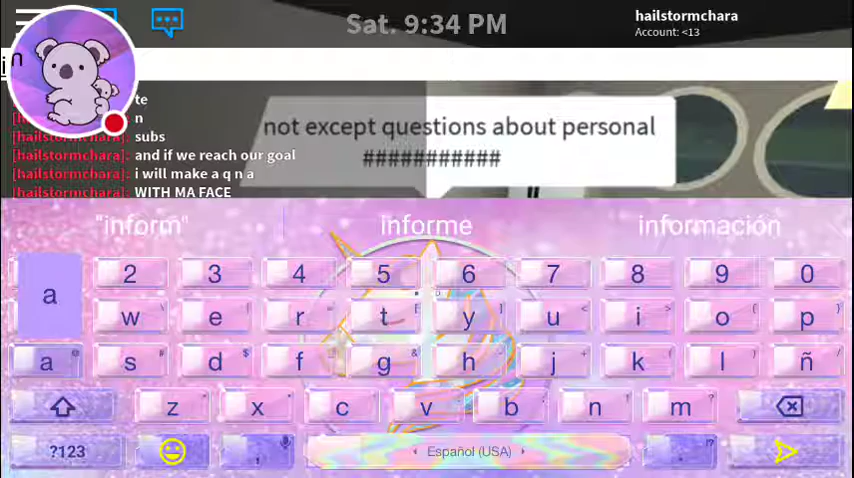 Sat. 9:34 PM
hailstormchara
Account: <13
in
te
n
[hailstormchara]: subs
[hailstormchara]: and if we reach our goal
[hailstormchara]: i will make a q n a
[hailstormchara]: WITH MA FACE
not except questions about personal
###########
"inform" informe información
2 3 4 5 6 7 8 9 0
a
w e r t y u i o p
a s d f g h j k l ñ
z x c v b n m
?123 , Español (USA) . !?